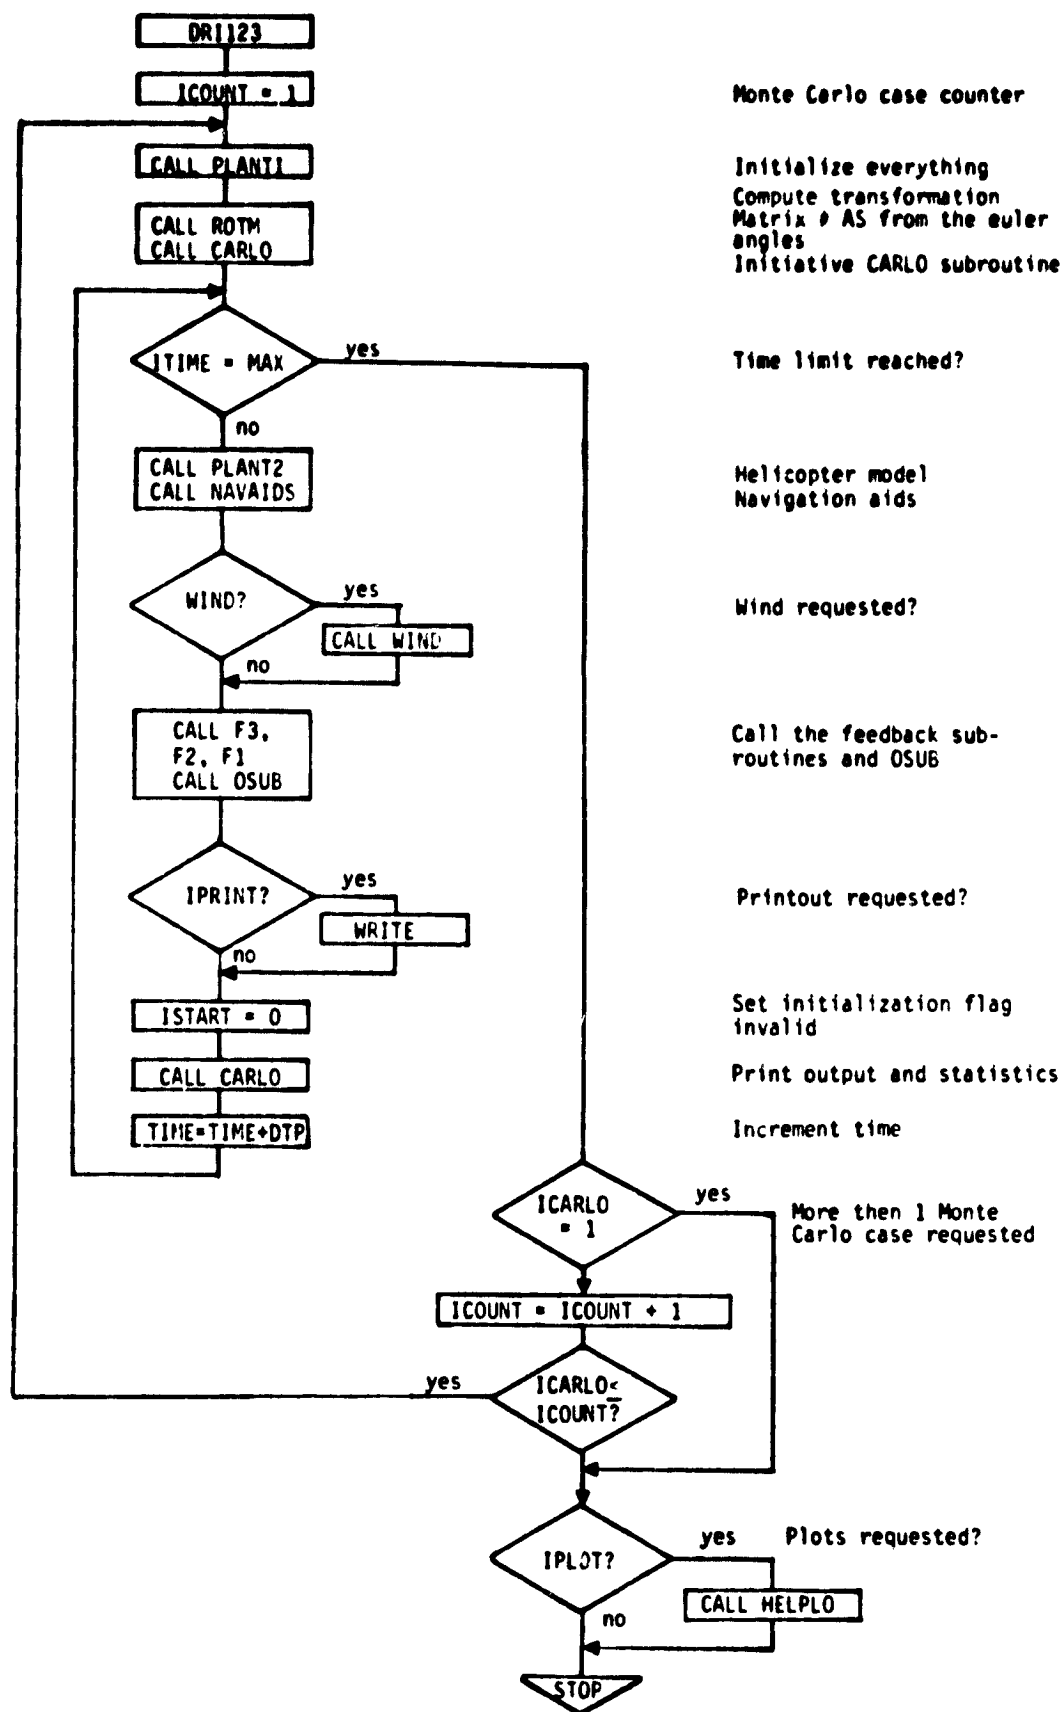 DRI123
ICOUNT = 1
Monte Carlo case counter
CALL PLANT1
Initialize everything
CALL ROTM
CALL CARLO
Compute transformation
Matrix # AS from the euler
angles
Initiative CARLO subroutine
ITIME = MAX
yes
Time limit reached?
no
CALL PLANT2
CALL NAVAIDS
Helicopter model
Navigation aids
WIND?
yes
Wind requested?
CALL WIND
no
CALL F3,
F2, F1
CALL OSUB
Call the feedback sub-
routines and OSUB
IPRINT?
yes
Printout requested?
WRITE
no
ISTART = 0
Set initialization flag
invalid
CALL CARLO
Print output and statistics
TIME=TIME+DTP
Increment time
ICARLO
= 1
yes
More then 1 Monte
Carlo case requested
ICOUNT = ICOUNT + 1
yes
ICARLO≤
ICOUNT?
IPLOT?
yes
Plots requested?
CALL HELPLO
no
STOP